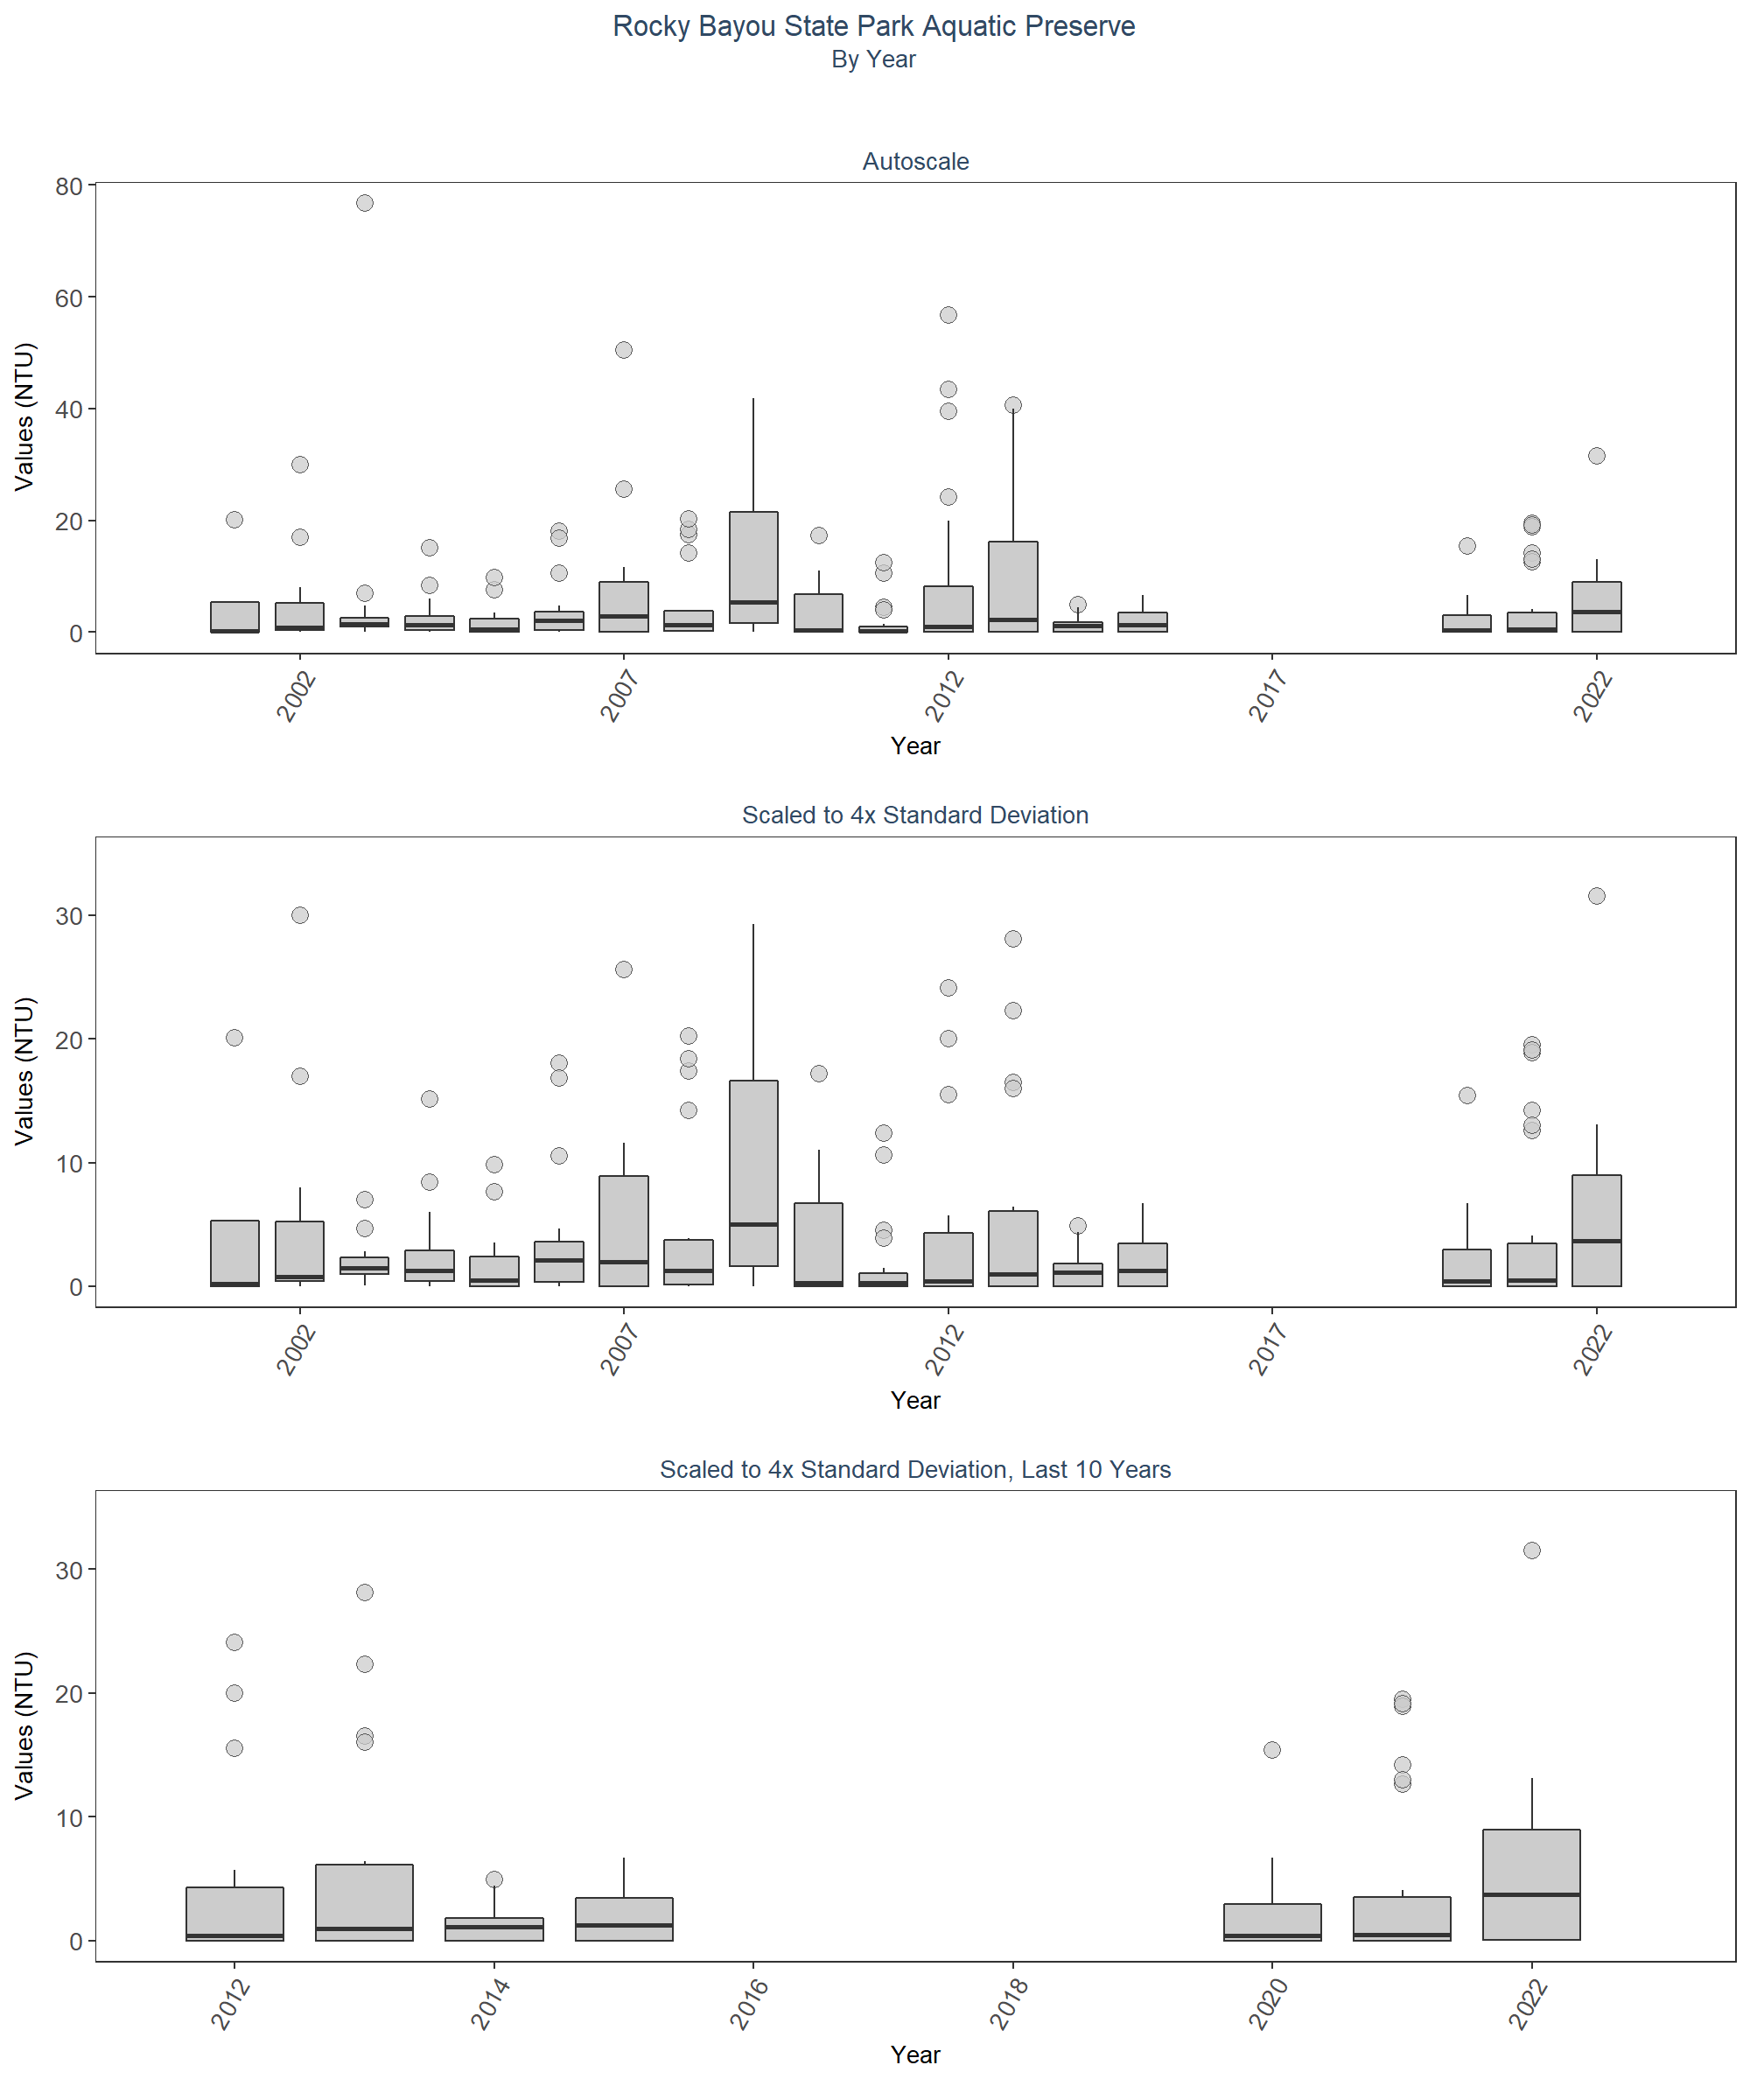 Rocky Bayou State Park Aquatic Preserve
By Year
Autoscale
Values (NTU)
80
60
40
20
0
2002
2007
2012
2017
2022
Year
Scaled to 4x Standard Deviation
Values (NTU)
30
20
10
0
2002
2007
2012
2017
2022
Year
Scaled to 4x Standard Deviation, Last 10 Years
Values (NTU)
30
20
10
0
2012
2014
2016
2018
2020
2022
Year